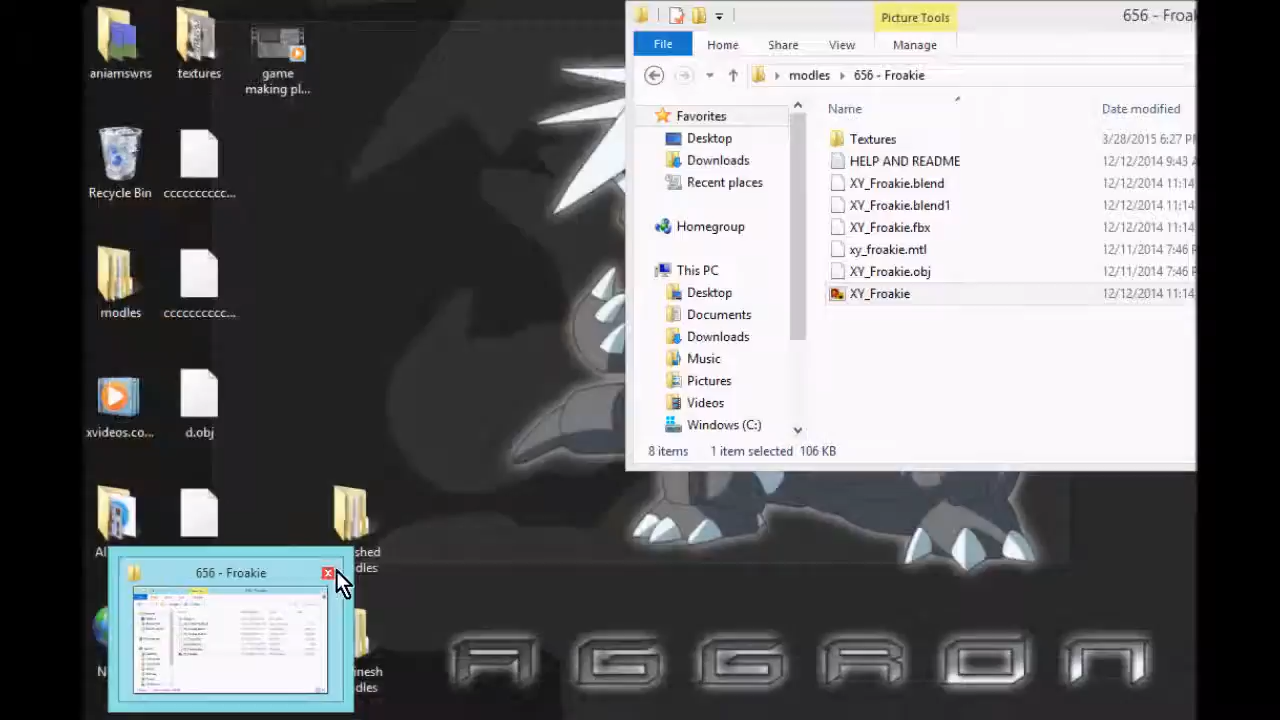 aniamswns
textures
game
making pl...
Recycle Bin
cccccccccc...
modles
cccccccccc...
xvideos.co...
d.obj
shed
dles
656 - Froakie
inesh
dles
Picture Tools
656 - Froak
File
Home
Share
View
Manage
modles
656 - Froakie
Favorites
Desktop
Downloads
Recent places
Homegroup
This PC
Desktop
Documents
Downloads
Music
Pictures
Videos
Windows (C:)
Name
Date modified
Textures
2/8/2015 6:27 PM
HELP AND README
12/12/2014 9:43
XY_Froakie.blend
12/12/2014 11:14
XY_Froakie.blend1
12/12/2014 11:14
XY_Froakie.fbx
12/12/2014 11:14
xy_froakie.mtl
12/11/2014 7:46 P
XY_Froakie.obj
12/11/2014 7:46 P
XY_Froakie
12/12/2014 11:14
8 items
1 item selected 106 KB
AGGRON